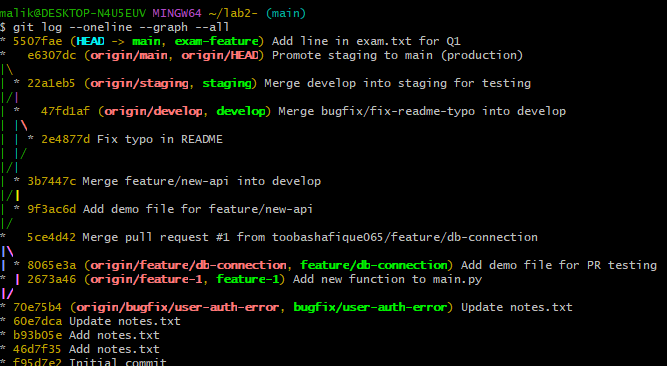 malik@DESKTOP-N4U5EUV MINGW64 ~/lab2- (main)
$ git log --oneline --graph --all
* 5507fae (HEAD -> main, exam-feature) Add line in exam.txt for Q1
*   e6307dc (origin/main, origin/HEAD) Promote staging to main (production)
|\
| * 22a1eb5 (origin/staging, staging) Merge develop into staging for testing
|/|
| *   47fd1af (origin/develop, develop) Merge bugfix/fix-readme-typo into develop
| |\
| | * 2e4877d Fix typo in README
| |/
|/|
| * 3b7447c Merge feature/new-api into develop
|/|
| * 9f3ac6d Add demo file for feature/new-api
|/
*   5ce4d42 Merge pull request #1 from toobashafique065/feature/db-connection
|\
| * 8065e3a (origin/feature/db-connection, feature/db-connection) Add demo file for PR testing
* | 2673a46 (origin/feature-1, feature-1) Add new function to main.py
|/
* 70e75b4 (origin/bugfix/user-auth-error, bugfix/user-auth-error) Update notes.txt
* 60e7dca Update notes.txt
* b93b05e Add notes.txt
* 46d7f35 Add notes.txt
* f95d7e2 Initial commit